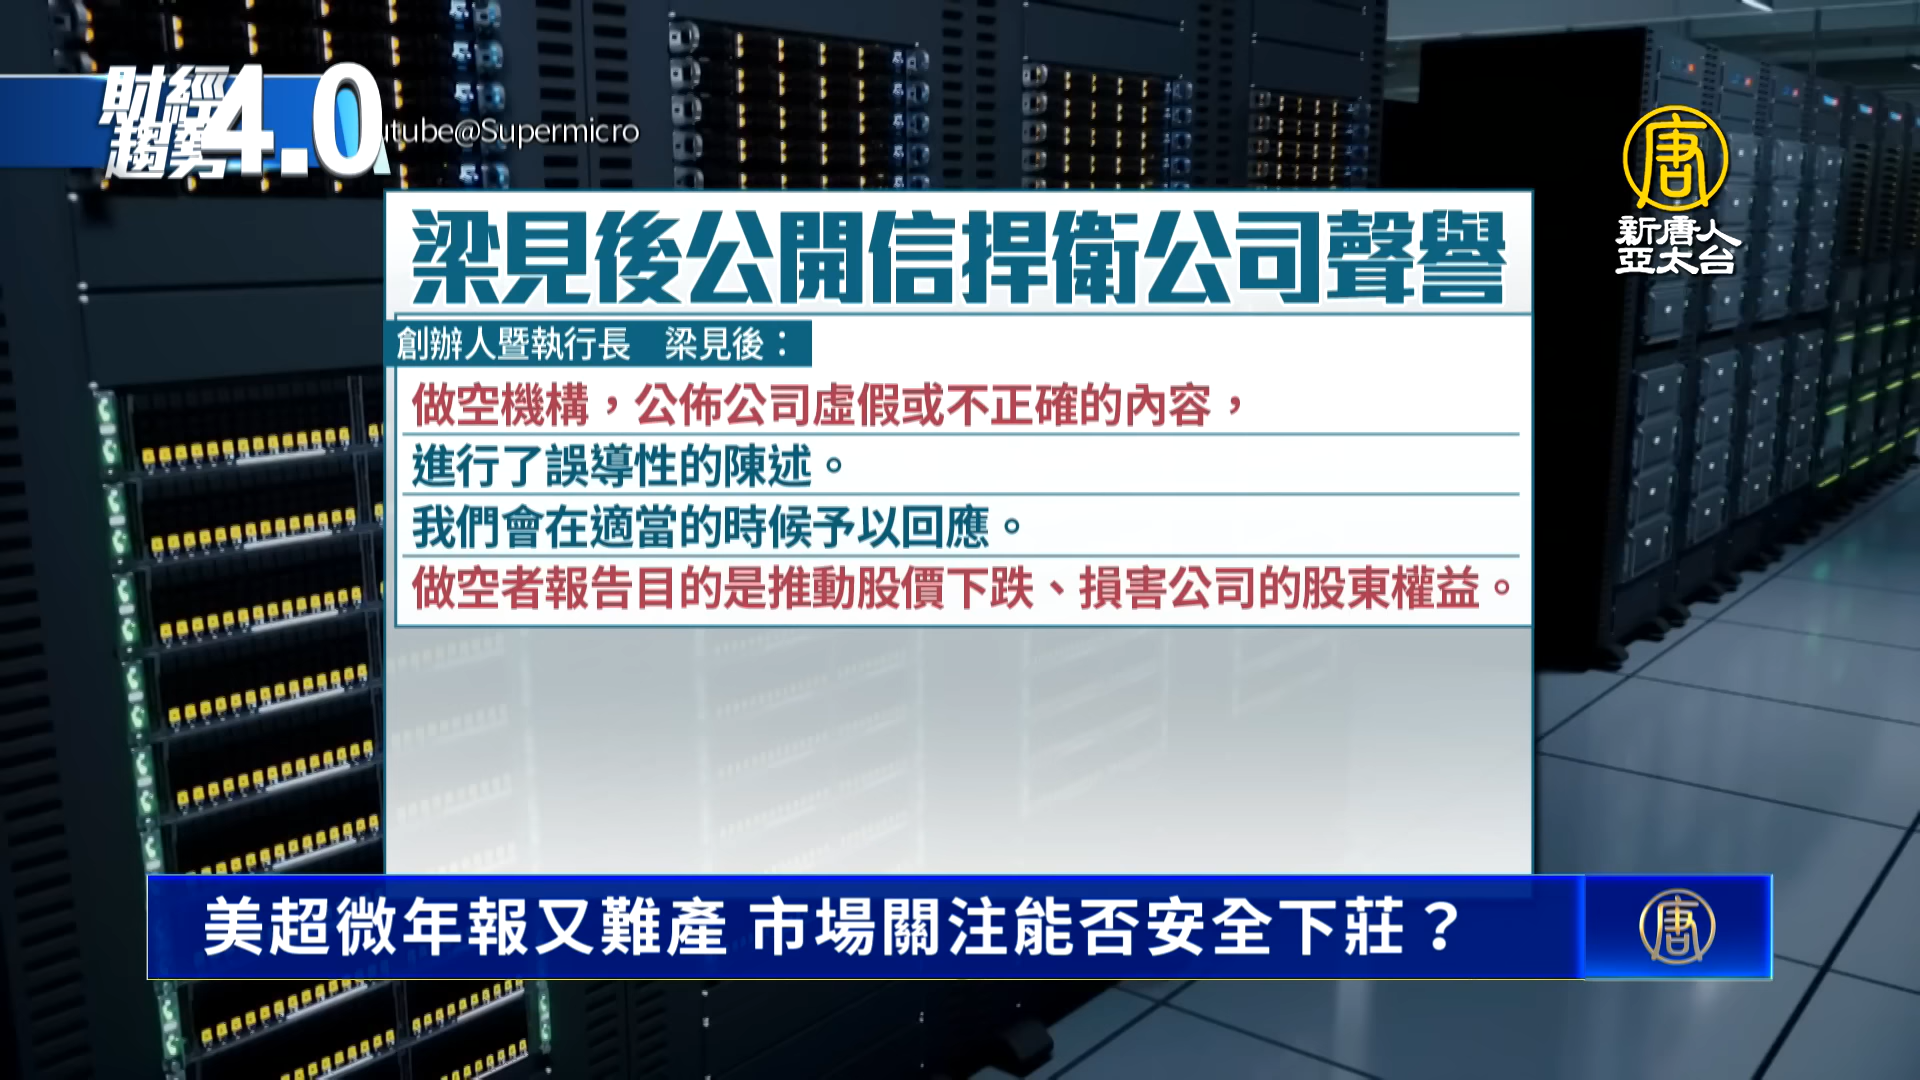 財經
趨勢4.0
utube@Supermicro
唐
新唐人
亞太台
梁見後公開信捍衛公司聲譽
創辦人暨執行長 梁見後：
做空機構，公佈公司虛假或不正確的內容，
進行了誤導性的陳述。
我們會在適當的時候予以回應。
做空者報告目的是推動股價下跌、損害公司的股東權益。
美超微年報又難產 市場關注能否安全下莊？
唐